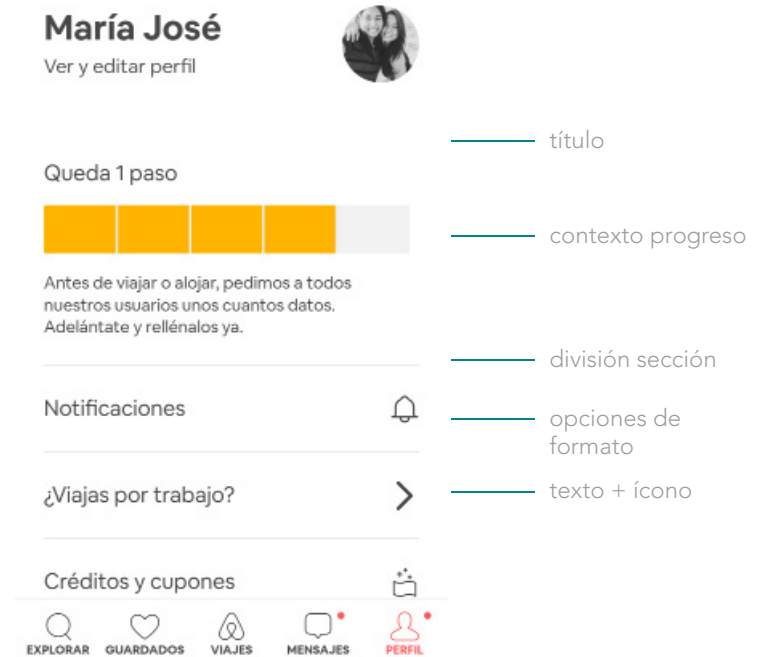 María José
Ver y editar perfil
título
Queda 1 paso
contexto progreso
Antes de viajar o alojar, pedimos a todos
nuestros usuarios unos cuantos datos.
Adelántate y rellénalos ya.
división sección
Notificaciones
opciones de
formato
¿Viajas por trabajo?
texto + ícono
Créditos y cupones
EXPLORAR GUARDADOS VIAJES MENSAJES PERFIL